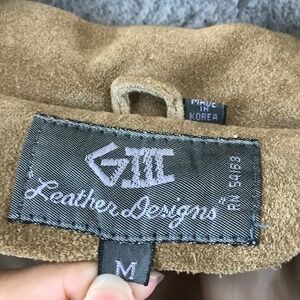 MADE
IN
KOREA
GIII
"Leather Designs"
RN 54163
M